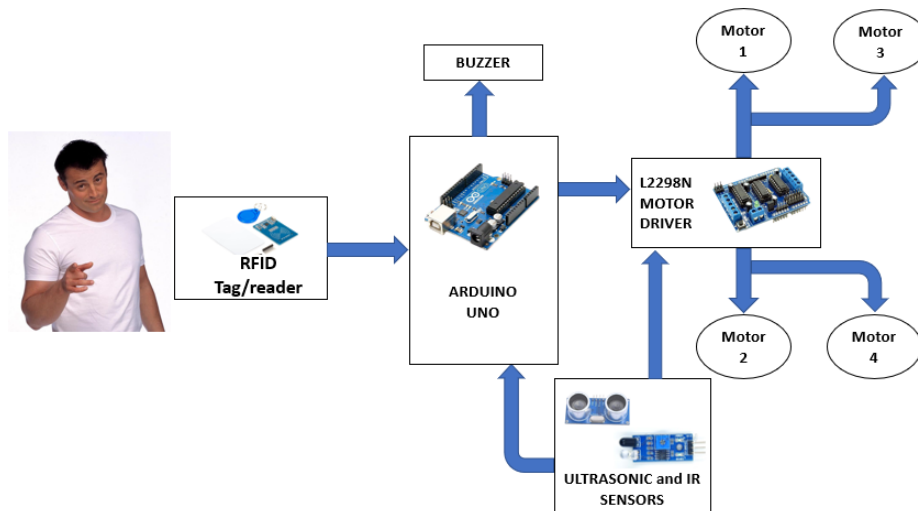 Motor
1
Motor
3
BUZZER
L2298N
MOTOR
DRIVER
RFID
Tag/reader
ARDUINO
UNO
Motor
2
Motor
4
ULTRASONIC and IR
SENSORS